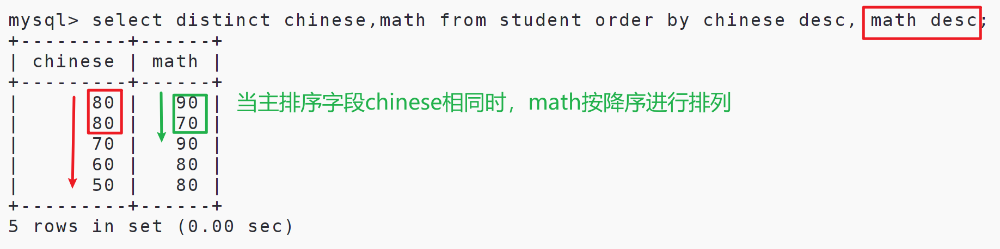 mysql> select distinct chinese,math from student order by chinese desc, math desc;
+---------+------+
| chinese | math |
+---------+------+
|      80 |   90 | 当主排序字段chinese相同时，math按降序进行排列
|      80 |   70 |
|      70 |   90 |
|      60 |   80 |
|      50 |   80 |
+---------+------+
5 rows in set (0.00 sec)